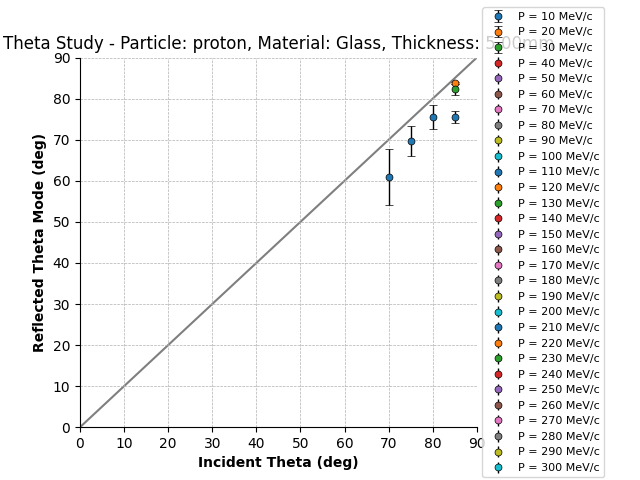 Theta Study - Particle: proton, Material: Glass, Thickness: 5.00mm
Reflected Theta Mode (deg)
90
80
70
60
50
40
30
20
10
0
0 10 20 30 40 50 60 70 80 90
Incident Theta (deg)
P = 10 MeV/c
P = 20 MeV/c
P = 30 MeV/c
P = 40 MeV/c
P = 50 MeV/c
P = 60 MeV/c
P = 70 MeV/c
P = 80 MeV/c
P = 90 MeV/c
P = 100 MeV/c
P = 110 MeV/c
P = 120 MeV/c
P = 130 MeV/c
P = 140 MeV/c
P = 150 MeV/c
P = 160 MeV/c
P = 170 MeV/c
P = 180 MeV/c
P = 190 MeV/c
P = 200 MeV/c
P = 210 MeV/c
P = 220 MeV/c
P = 230 MeV/c
P = 240 MeV/c
P = 250 MeV/c
P = 260 MeV/c
P = 270 MeV/c
P = 280 MeV/c
P = 290 MeV/c
P = 300 MeV/c